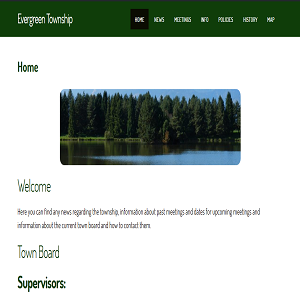 Evergreen Township
HOME NEWS MEETINGS INFO POLICIES HISTORY MAP
Home
Welcome
Here you can find any news regarding the township, information about past meetings and dates for upcoming meetings and
information about the current town board and how to contact them.
Town Board
Supervisors: